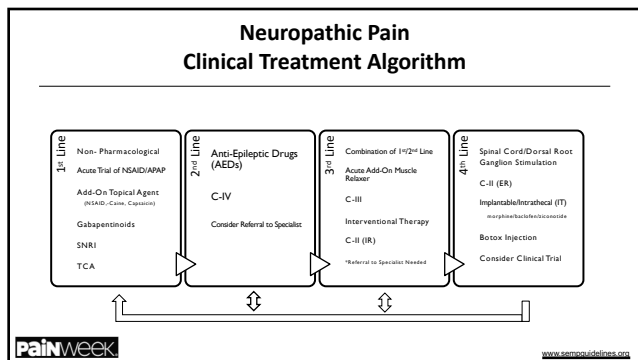 Neuropathic Pain
Clinical Treatment Algorithm
1st Line
Non- Pharmacological
Acute Trial of NSAID/APAP
Add-On Topical Agent
(NSAID,-Caine, Capsaicin)
Gabapentinoids
SNRI
TCA
2nd Line
Anti-Epileptic Drugs
(AEDs)
C-IV
Consider Referral to Specialist
3rd Line
Combination of 1st/2nd Line
Acute Add-On Muscle
Relaxer
C-III
Interventional Therapy
C-II (IR)
*Referral to Specialist Needed
4th Line
Spinal Cord/Dorsal Root
Ganglion Stimulation
C-II (ER)
Implantable/Intrathecal (IT)
morphine/baclofen/ziconotide
Botox Injection
Consider Clinical Trial
PAINWEEK.
www.sempguidelines.org